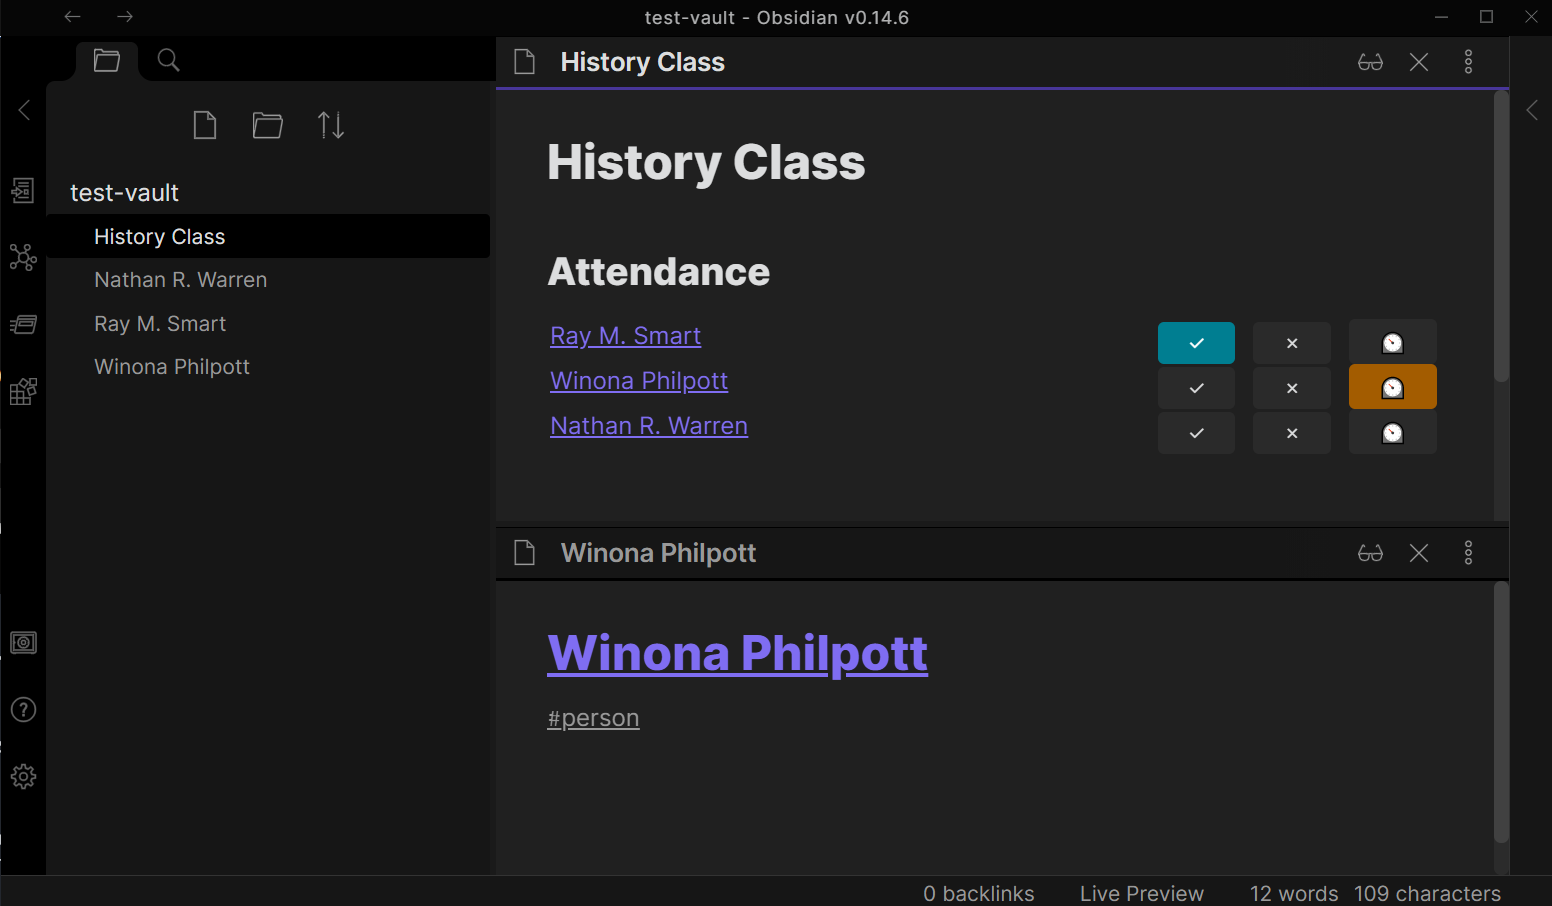 test-vault - Obsidian v0.14.6
test-vault
History Class
Nathan R. Warren
Ray M. Smart
Winona Philpott
History Class
History Class
Attendance
Ray M. Smart
Winona Philpott
Nathan R. Warren
Winona Philpott
Winona Philpott
#person
0 backlinks Live Preview 12 words 109 characters